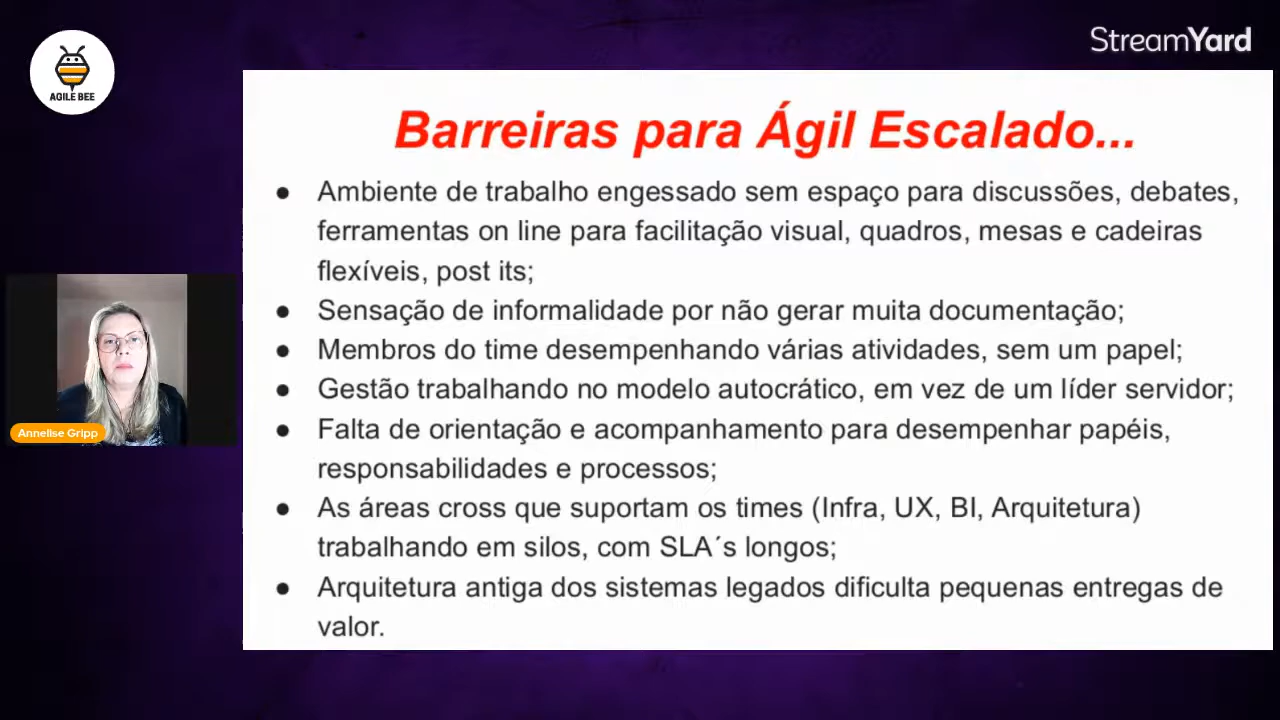 AGILE BEE
StreamYard
Barreiras para Ágil Escalado...
● Ambiente de trabalho engessado sem espaço para discussões, debates,
ferramentas on line para facilitação visual, quadros, mesas e cadeiras
flexíveis, post its;
● Sensação de informalidade por não gerar muita documentação;
● Membros do time desempenhando várias atividades, sem um papel;
● Gestão trabalhando no modelo autocrático, em vez de um líder servidor;
● Falta de orientação e acompanhamento para desempenhar papéis,
responsabilidades e processos;
● As áreas cross que suportam os times (Infra, UX, BI, Arquitetura)
trabalhando em silos, com SLA´s longos;
● Arquitetura antiga dos sistemas legados dificulta pequenas entregas de
valor.
Annelise Gripp